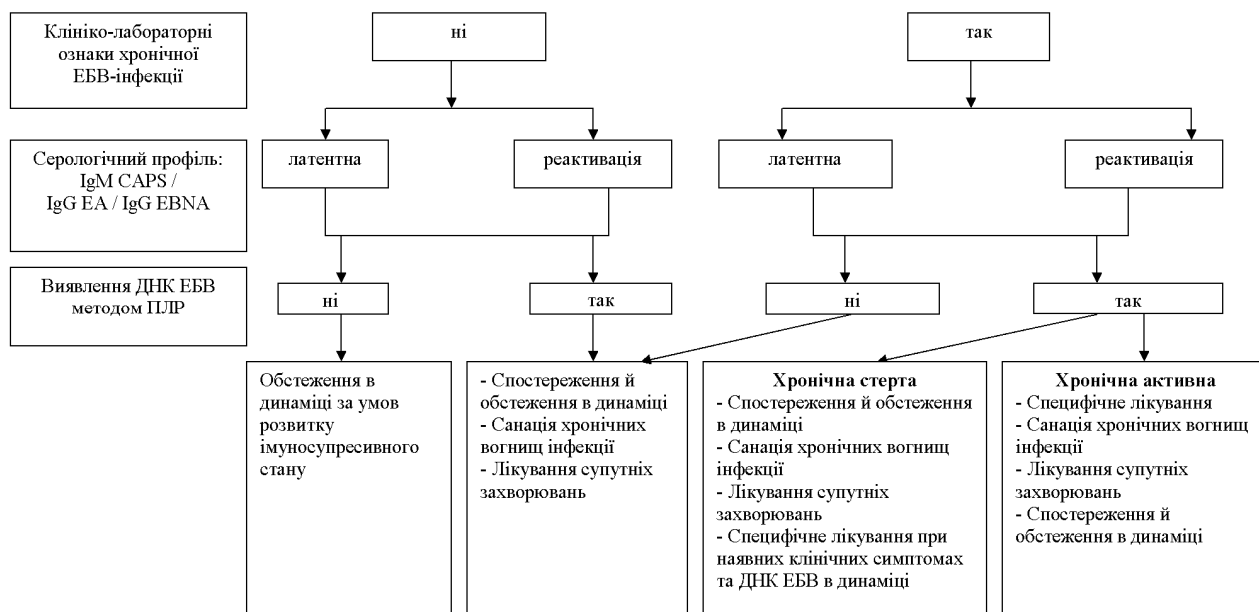 Клініко-лабораторні
ознаки хронічної
ЕБВ-інфекції
ні
так
Серологічний профіль:
IgM CAPS /
IgG EA / IgG EBNA
латентна
реактивація
латентна
реактивація
Виявлення ДНК ЕБВ
методом ПЛР
ні
так
ні
так
Обстеження в
динаміці за умов
розвитку
імуносупресивного
стану
- Спостереження й
обстеження в динаміці
- Санація хронічних
вогнищ інфекції
- Лікування супутніх
захворювань
Хронічна стерта
- Спостереження й обстеження
в динаміці
- Санація хронічних вогнищ
інфекції
- Лікування супутніх
захворювань
- Специфічне лікування при
наявних клінічних симптомах
та ДНК ЕБВ в динаміці
Хронічна активна
- Специфічне лікування
- Санація хронічних вогнищ
інфекції
- Лікування супутніх
захворювань
- Спостереження й
обстеження в динаміці